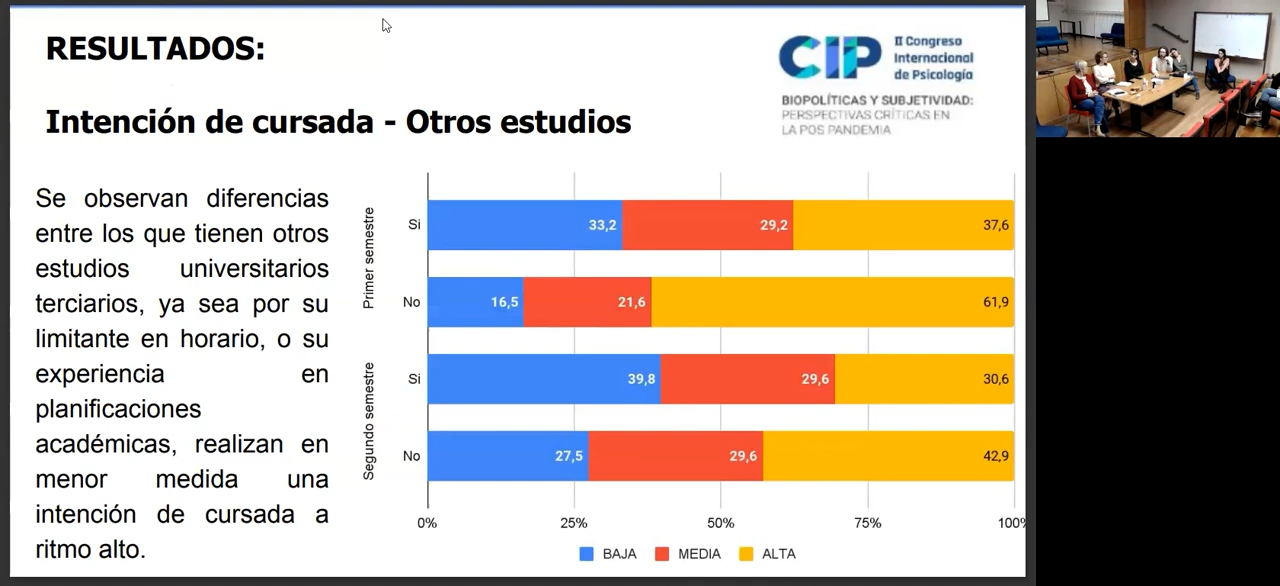 RESULTADOS:
Intención de cursada - Otros estudios
CIP
II Congreso
Internacional
de Psicología
BIOPOLÍTICAS Y SUBJETIVIDAD:
PERSPECTIVAS CRÍTICAS EN
LA POS PANDEMIA
Se observan diferencias
entre los que tienen otros
estudios universitarios
terciarios, ya sea por su
limitante en horario, o su
experiencia en
planificaciones
académicas, realizan en
menor medida una
intención de cursada a
ritmo alto.
Primer semestre
Si 33,2 29,2 37,6
No 16,5 21,6 61,9
Segundo semestre
Si 39,8 29,6 30,6
No 27,5 29,6 42,9
0% 25% 50% 75% 100%
BAJA MEDIA ALTA